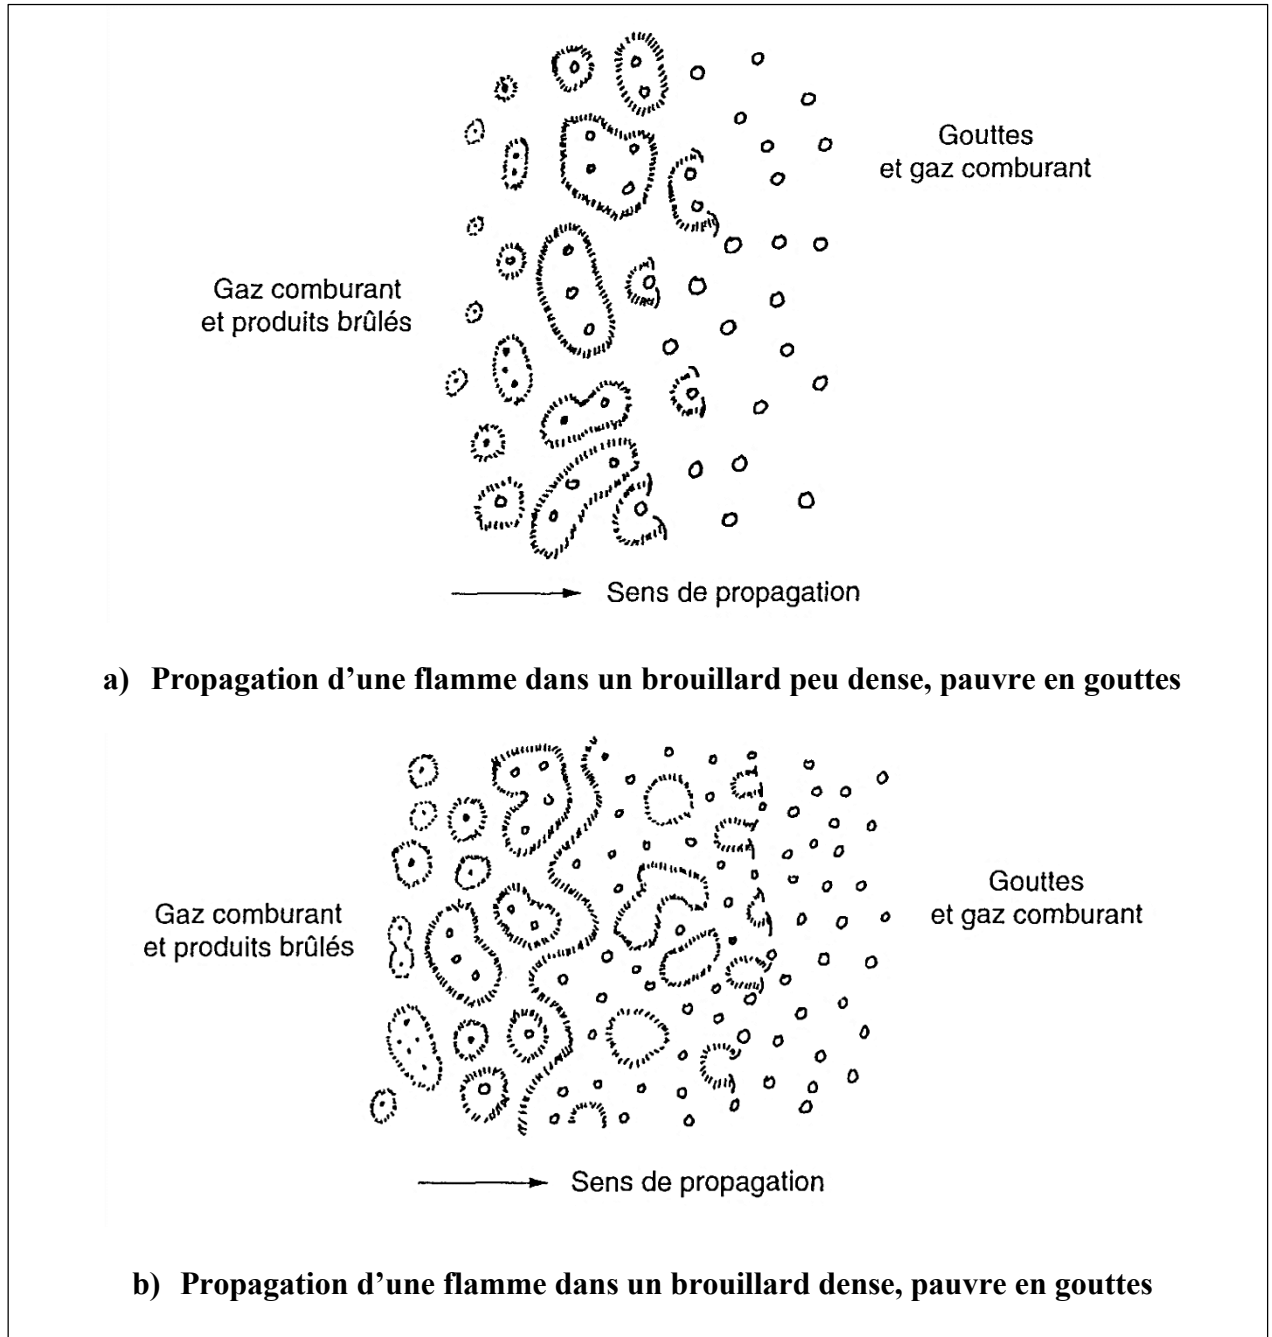 Gouttes
et gaz comburant
Gaz comburant
et produits brûlés
Sens de propagation
a) Propagation d’une flamme dans un brouillard peu dense, pauvre en gouttes
Gouttes
et gaz comburant
Gaz comburant
et produits brûlés
Sens de propagation
b) Propagation d’une flamme dans un brouillard dense, pauvre en gouttes